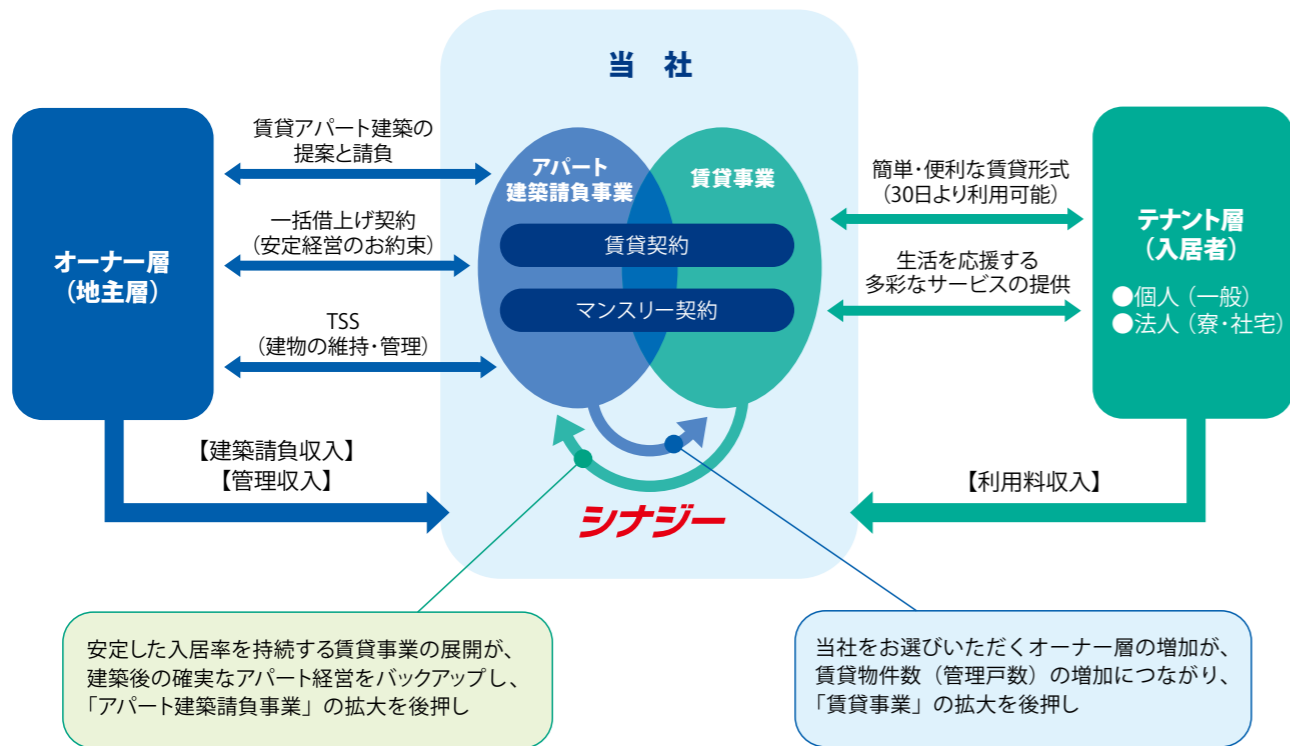 当 社
オーナー層
（地主層）
賃貸アパート建築の
提案と請負
一括借上げ契約
（安定経営のお約束）
TSS
（建物の維持・管理）
【建築請負収入】
【管理収入】
アパート
建築請負事業
賃貸事業
賃貸契約
マンスリー契約
シナジー
簡単・便利な賃貸形式
（30日より利用可能）
生活を応援する
多彩なサービスの提供
テナント層
（入居者）
●個人（一般）
●法人（寮・社宅）
【利用料収入】
安定した入居率を持続する賃貸事業の展開が、
建築後の確実なアパート経営をバックアップし、
「アパート建築請負事業」の拡大を後押し
当社をお選びいただくオーナー層の増加が、
賃貸物件数（管理戸数）の増加につながり、
「賃貸事業」の拡大を後押し